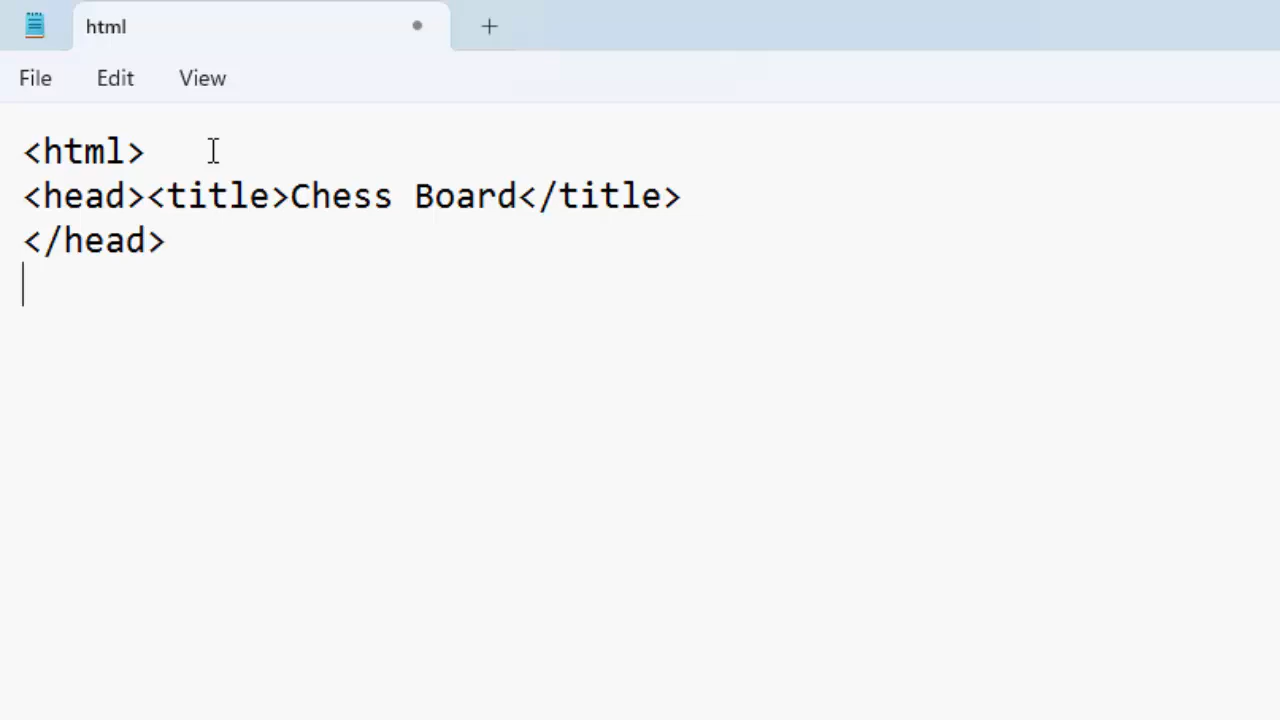 html
File Edit View
<html>
<head><title>Chess Board</title>
</head>